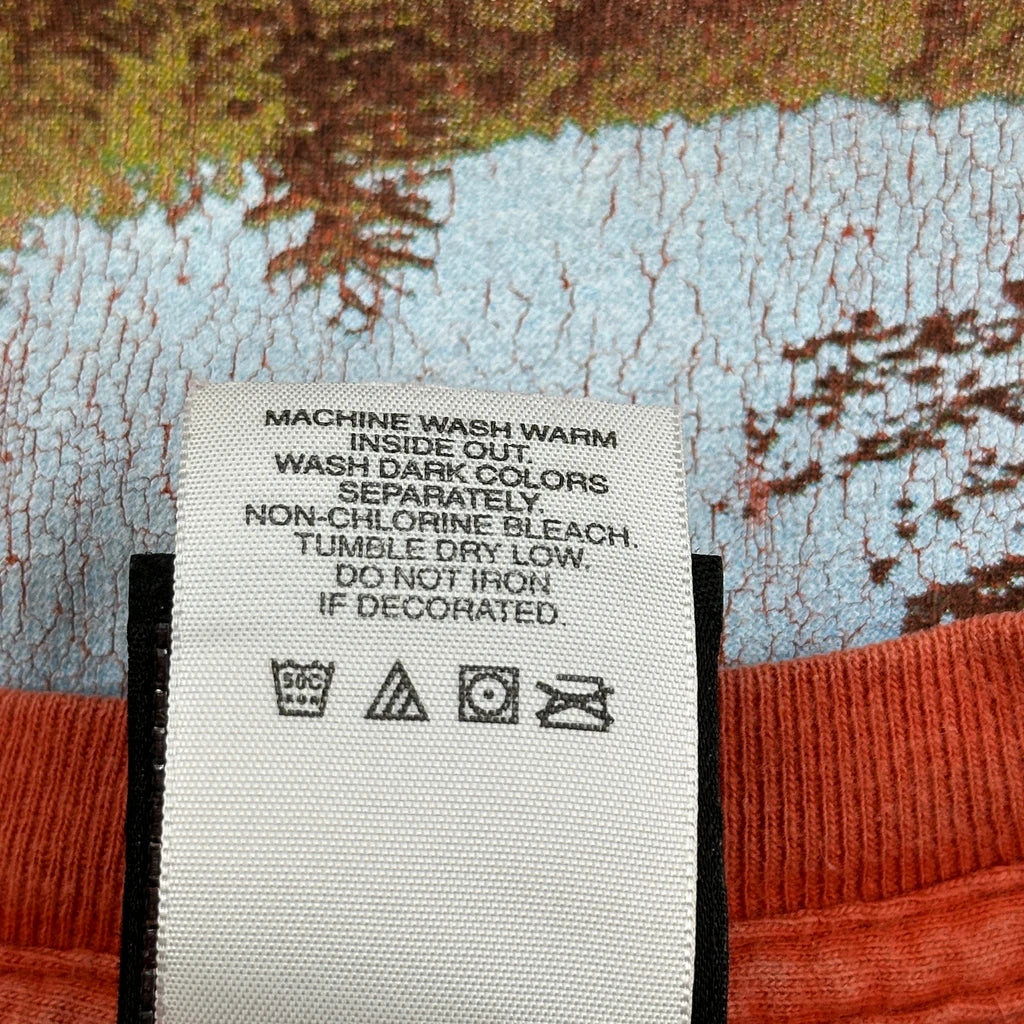 MACHINE WASH WARM
INSIDE OUT.
WASH DARK COLORS
SEPARATELY.
NON-CHLORINE BLEACH.
TUMBLE DRY LOW.
DO NOT IRON
IF DECORATED.
50C